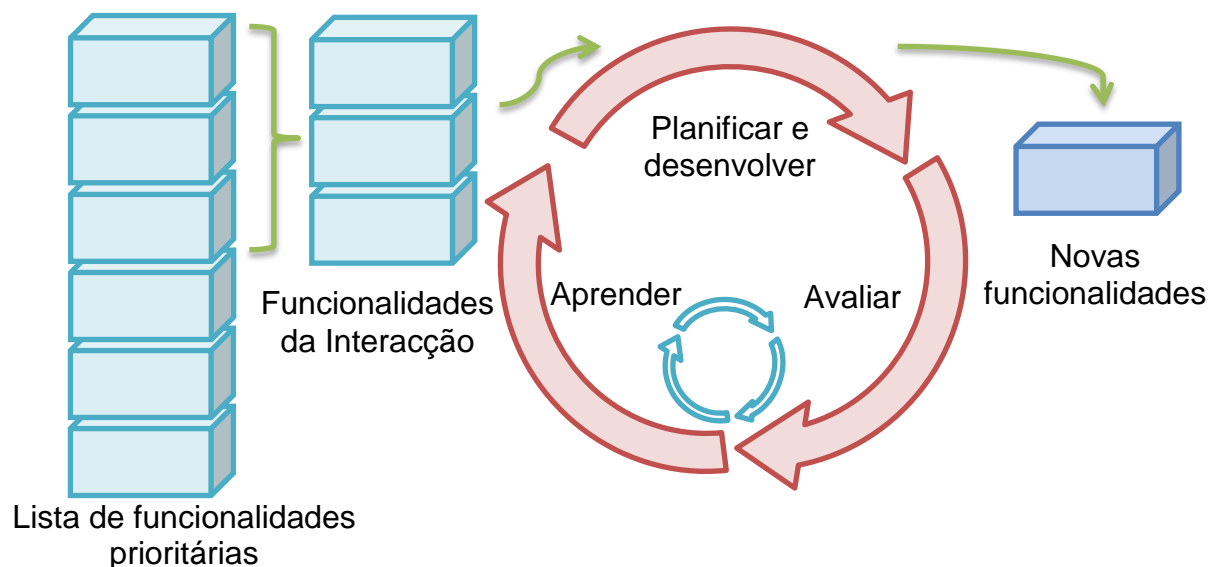 Planificar e
desenvolver
Aprender
Avaliar
Novas
funcionalidades
Funcionalidades
da Interacção
Lista de funcionalidades
prioritárias